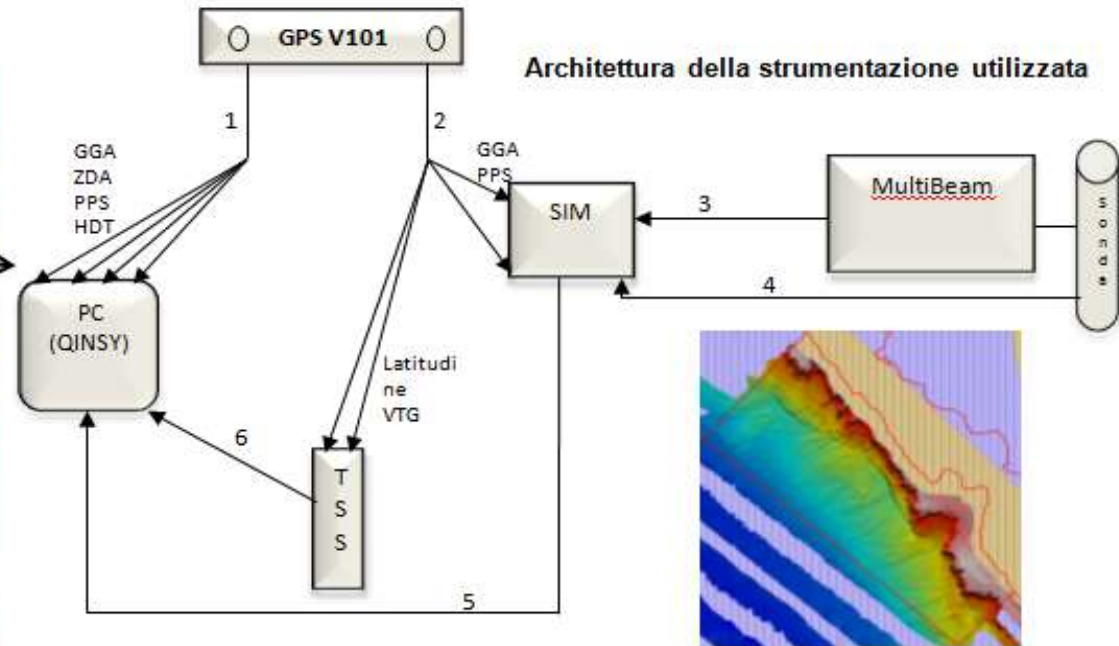 GPS V101
Architettura della strumentazione utilizzata
1
2
GGA
ZDA
PPS
HDT
GGA
PPS
SIM
3
MultiBeam
4
sonda
PC
(QINSY)
Latitudi
ne
VTG
6
T
S
S
5